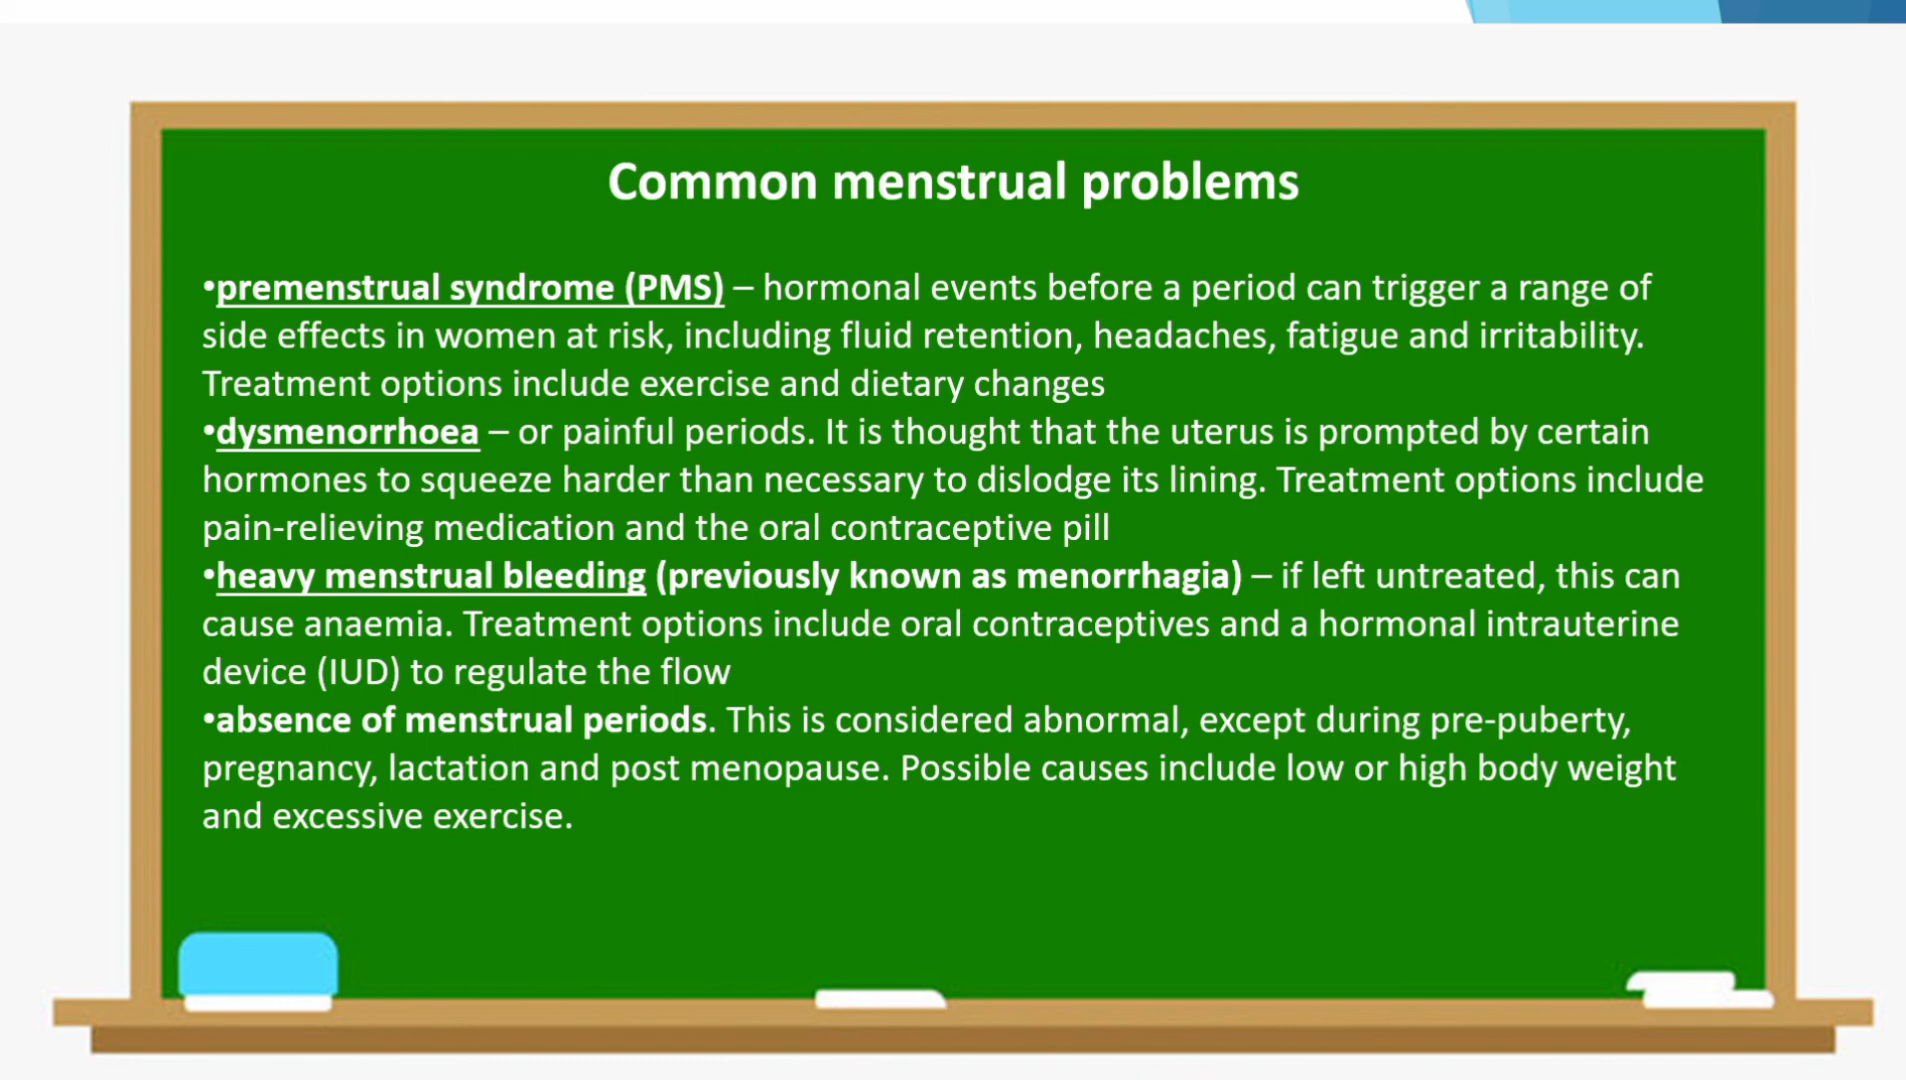 Common menstrual problems
•premenstrual syndrome (PMS) – hormonal events before a period can trigger a range of
side effects in women at risk, including fluid retention, headaches, fatigue and irritability.
Treatment options include exercise and dietary changes
•dysmenorrhoea – or painful periods. It is thought that the uterus is prompted by certain
hormones to squeeze harder than necessary to dislodge its lining. Treatment options include
pain-relieving medication and the oral contraceptive pill
•heavy menstrual bleeding (previously known as menorrhagia) – if left untreated, this can
cause anaemia. Treatment options include oral contraceptives and a hormonal intrauterine
device (IUD) to regulate the flow
•absence of menstrual periods. This is considered abnormal, except during pre-puberty,
pregnancy, lactation and post menopause. Possible causes include low or high body weight
and excessive exercise.